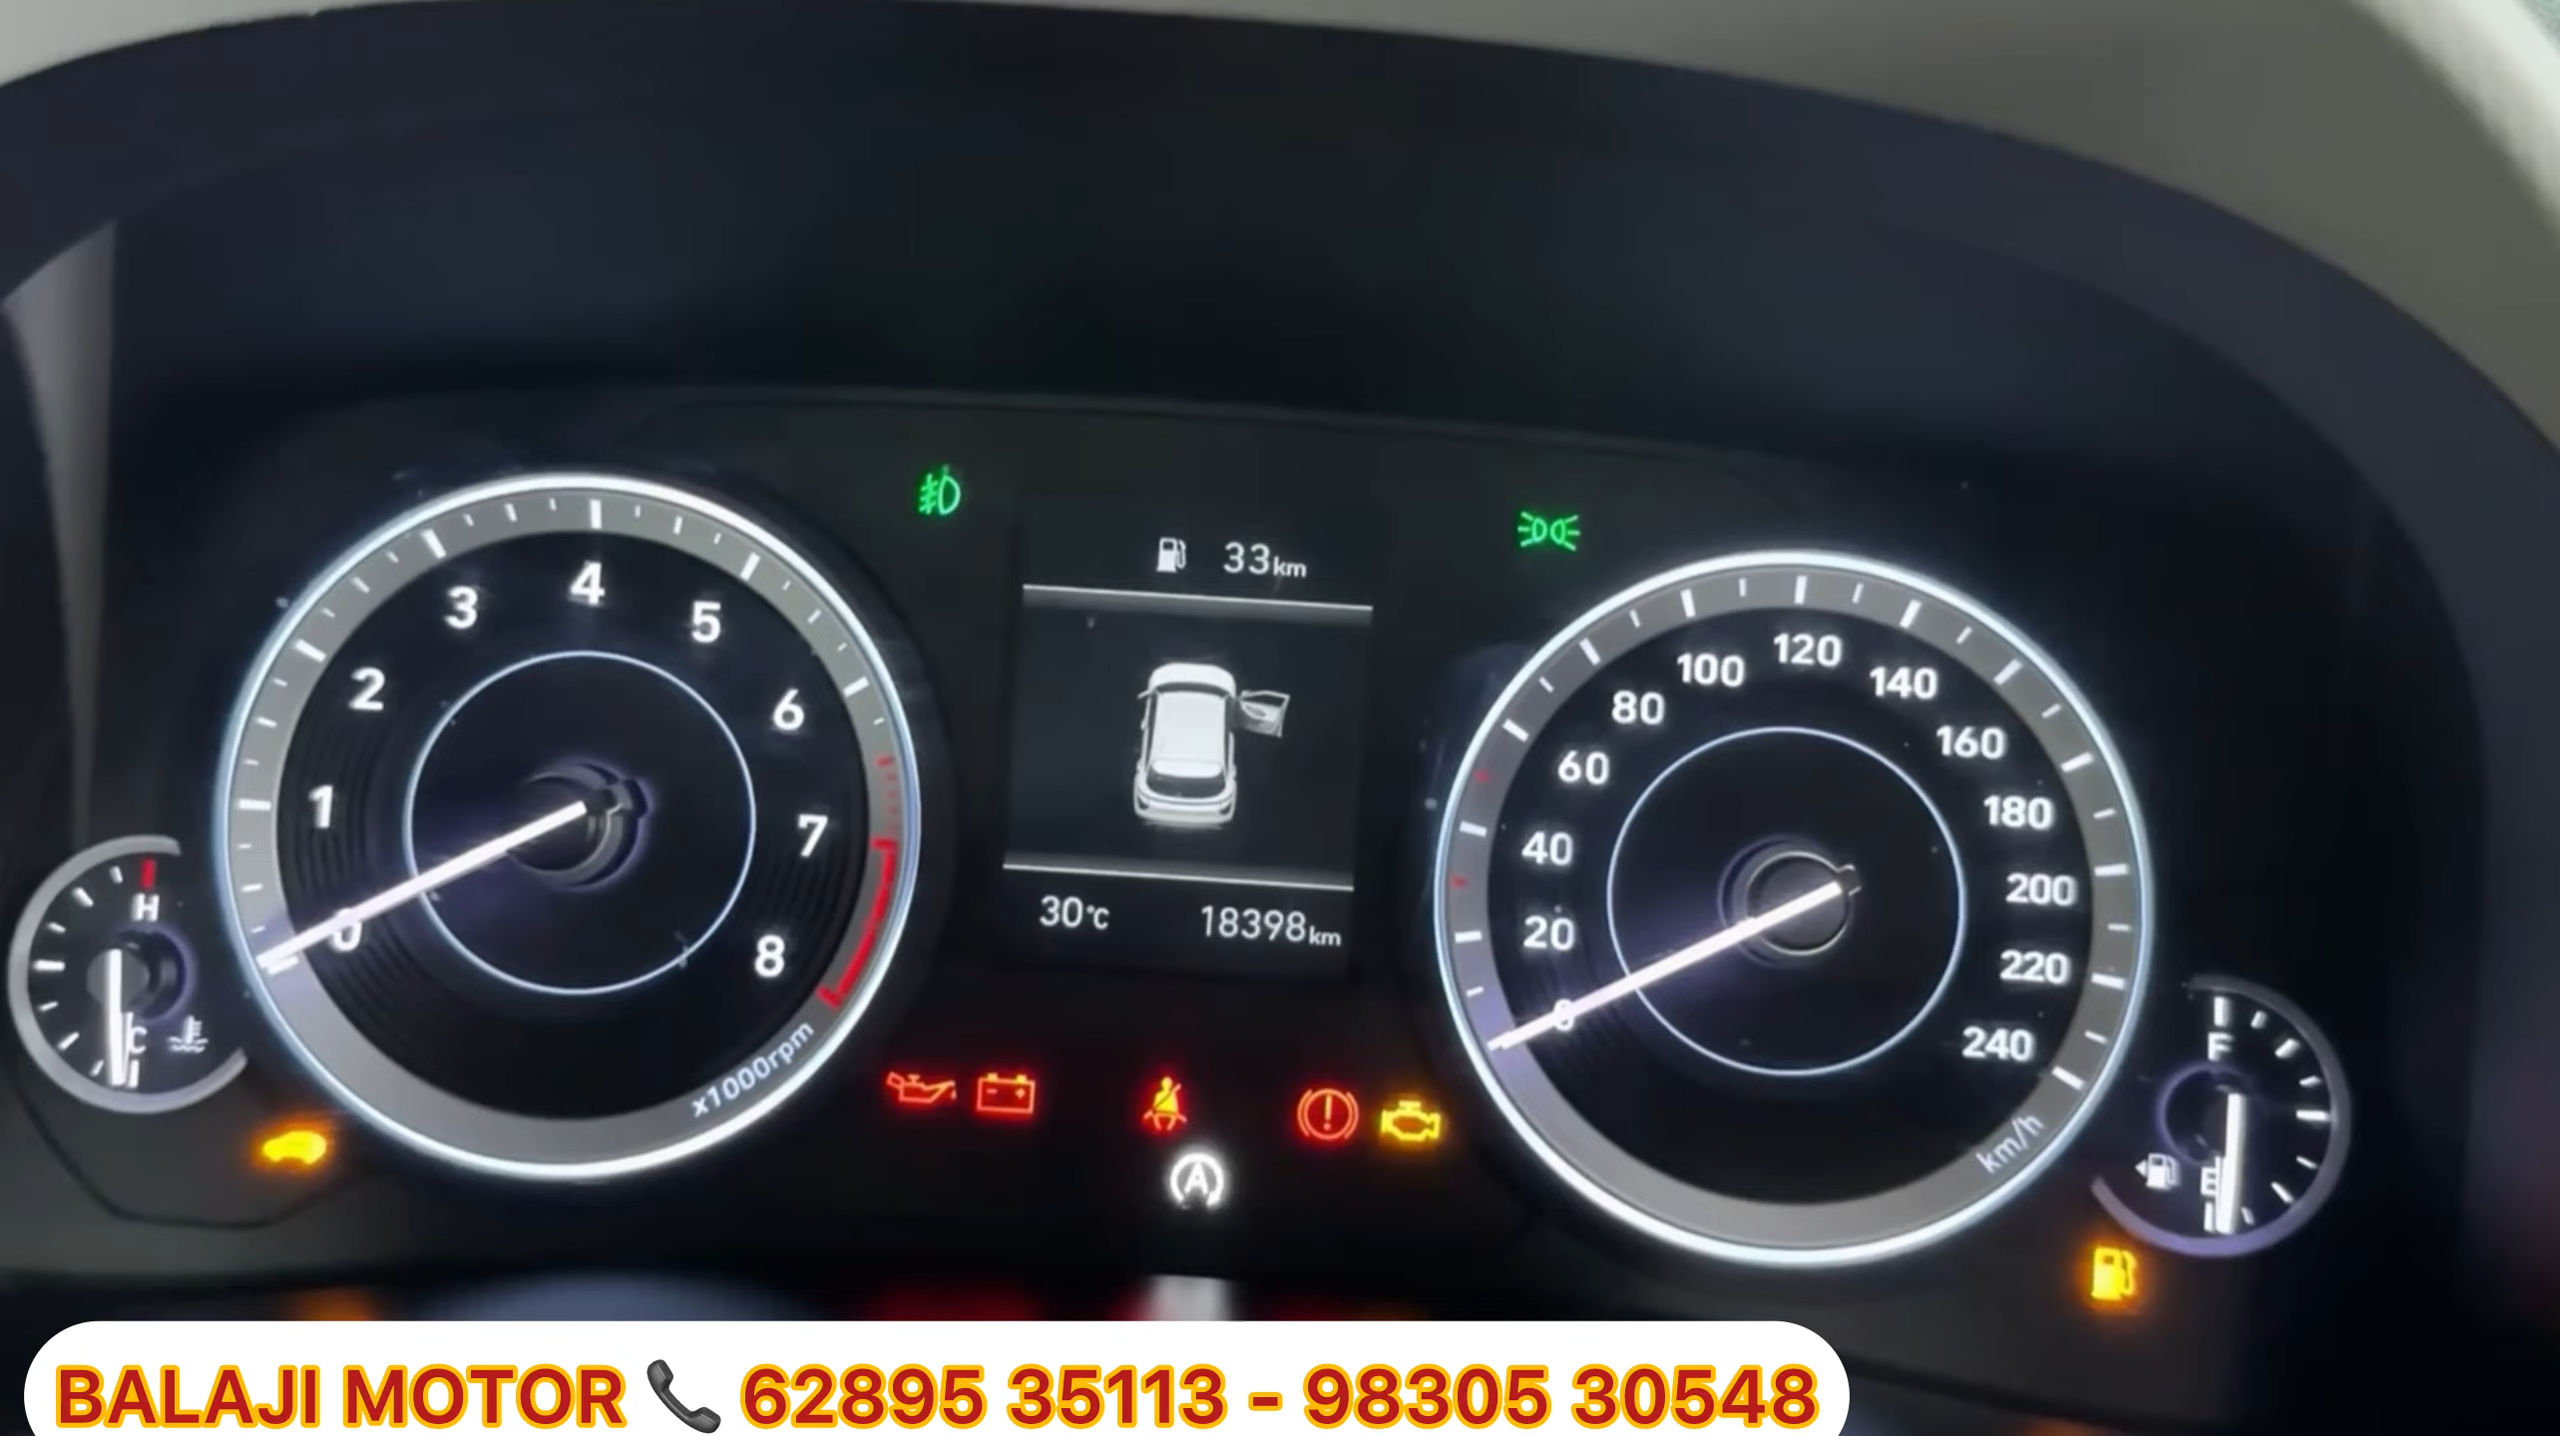 33km
0 1 2 3 4 5 6 7 8
x1000rpm
H
C
30°C 18398km
0 20 40 60 80 100 120 140 160 180 200 220 240
km/h
F
E
A
BALAJI MOTOR 📞 62895 35113 - 98305 30548